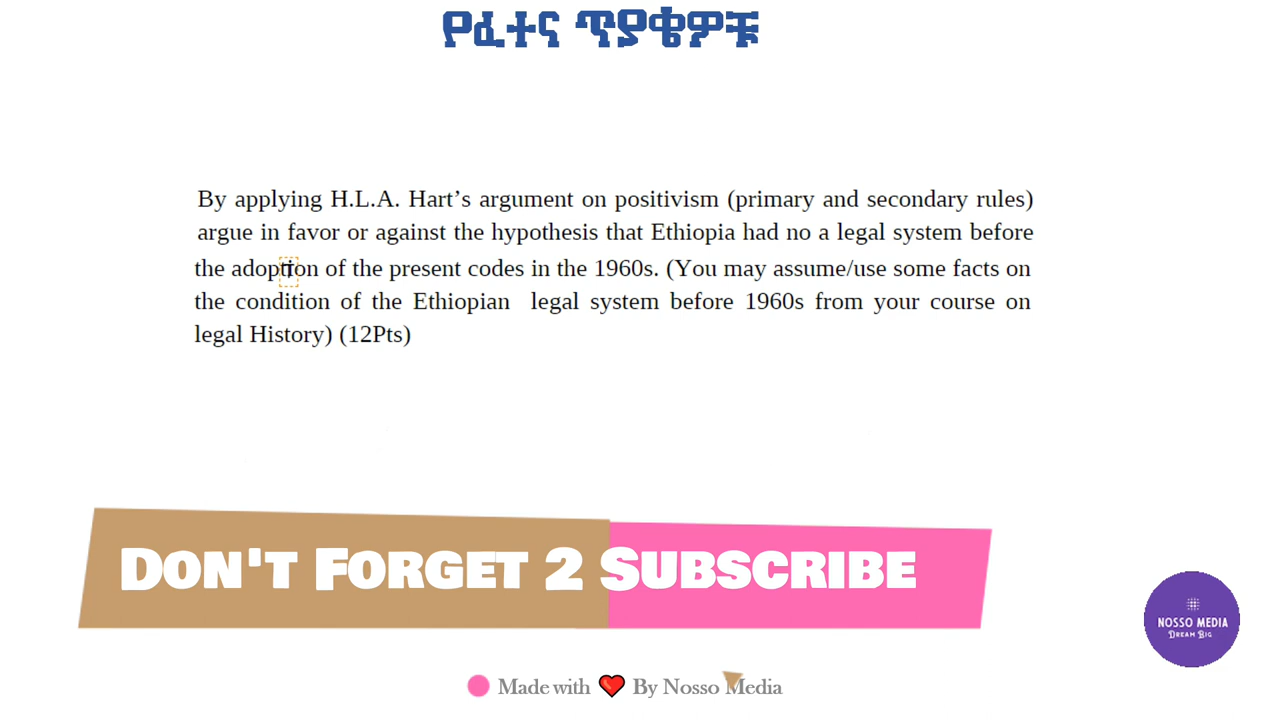 የፈተና ጥያቄዎቹ
By applying H.L.A. Hart’s argument on positivism (primary and secondary rules)
argue in favor or against the hypothesis that Ethiopia had no a legal system before
the adoption of the present codes in the 1960s. (You may assume/use some facts on
the condition of the Ethiopian legal system before 1960s from your course on
legal History) (12Pts)
DON'T FORGET 2 SUBSCRIBE
NOSSO MEDIA
DREAM BIG
Made with ❤️ By Nosso Media